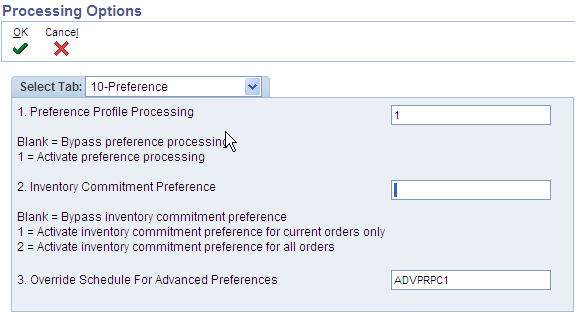 Processing Options
OK Cancel
Select Tab: 10-Preference
1. Preference Profile Processing 1
Blank = Bypass preference processing
1 = Activate preference processing
2. Inventory Commitment Preference
Blank = Bypass inventory commitment preference
1 = Activate inventory commitment preference for current orders only
2 = Activate inventory commitment preference for all orders
3. Override Schedule For Advanced Preferences ADVPRPC1